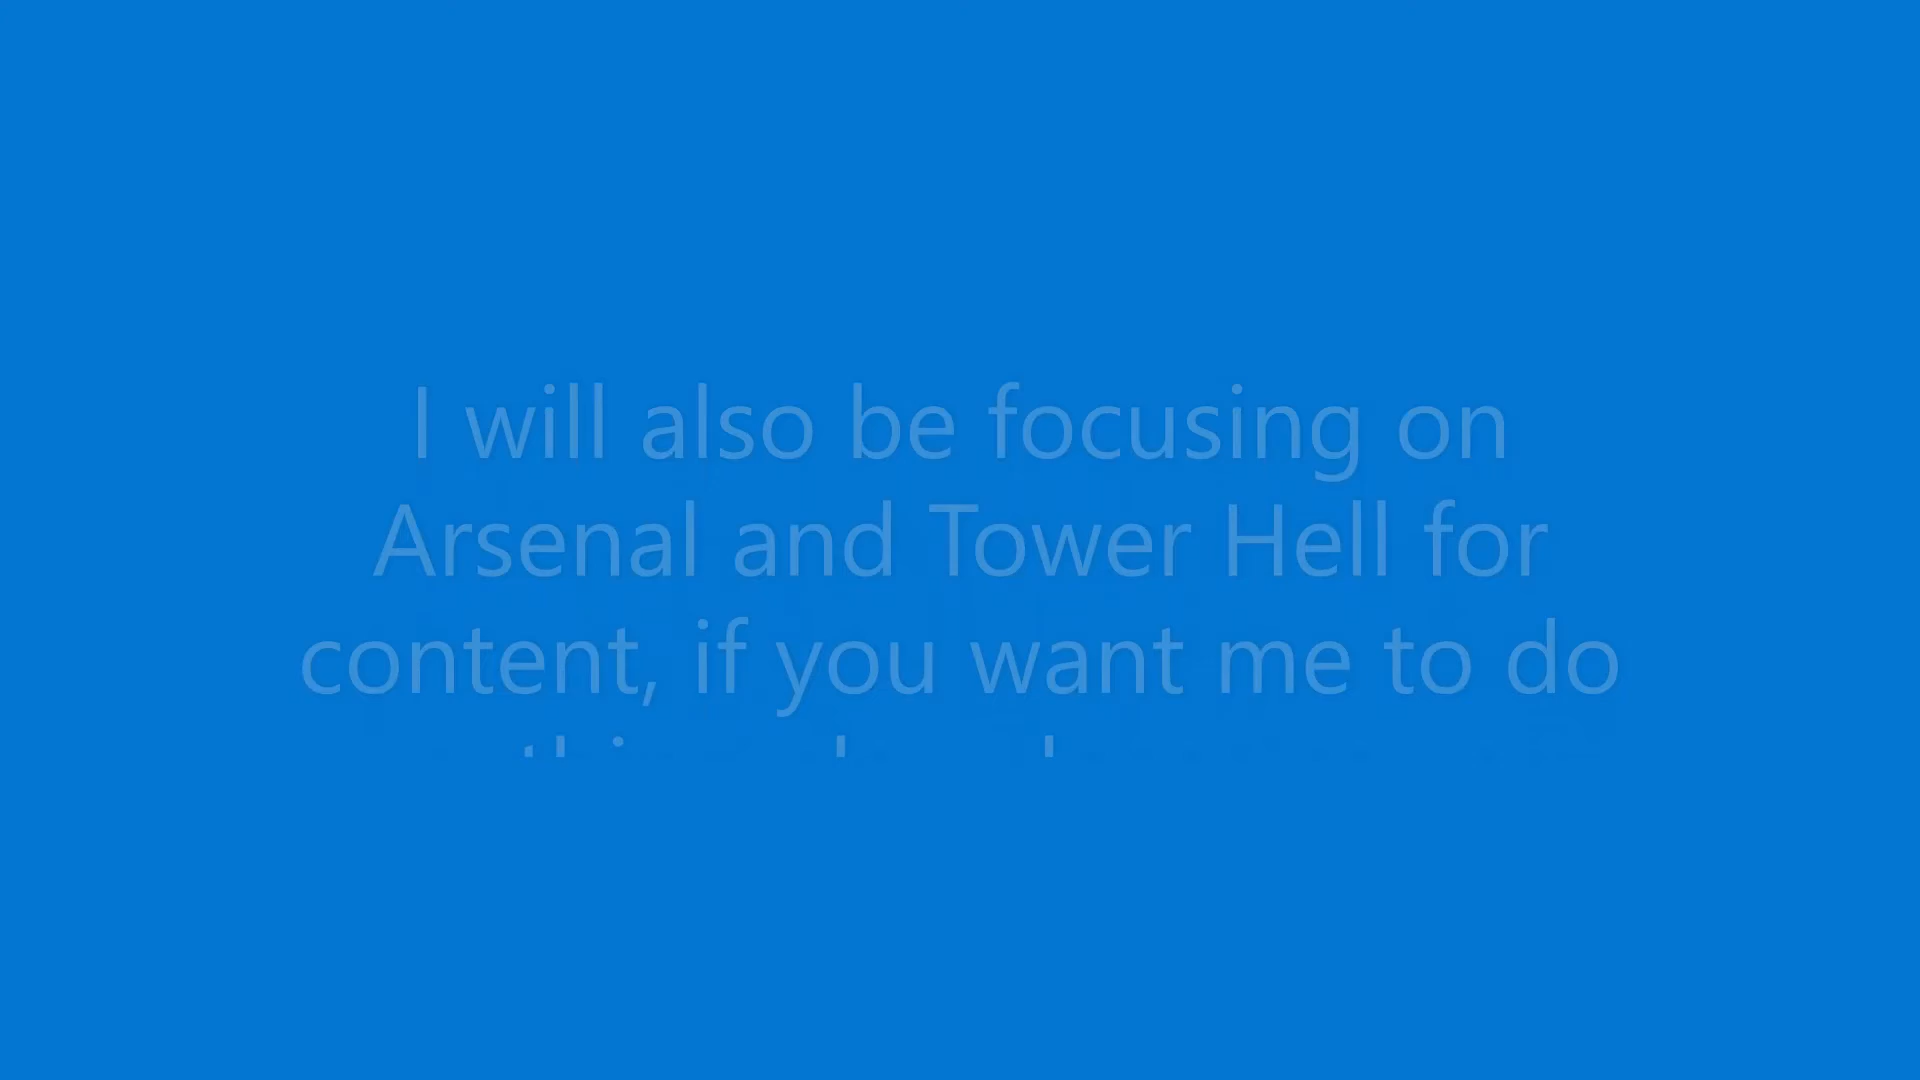 I will also be focusing on
Arsenal and Tower Hell for
content, if you want me to do